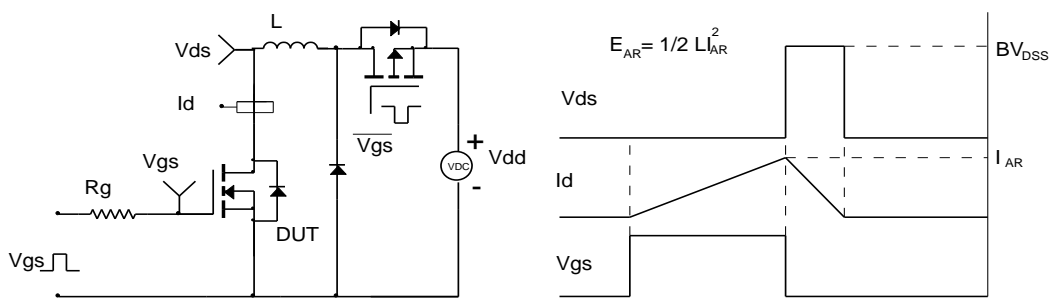 L
Vds
Id
Vgs
Rg
DUT
Vgs
Vgs
+
VDC
-
Vdd
E_AR= 1/2 LI²_AR
BV_DSS
Vds
I_AR
Id
Vgs